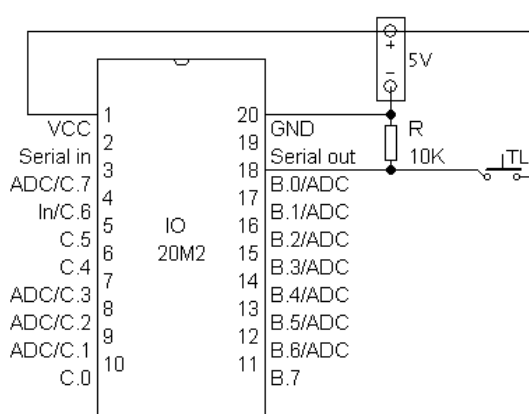 +
5V
−
1 20
VCC GND
2 19
Serial in Serial out
R
10K
3 18
TL
ADC/C.7 B.0/ADC
4 17
In/C.6 B.1/ADC
5 IO 16
C.5 B.2/ADC
6 20M2 15
C.4 B.3/ADC
7 14
ADC/C.3 B.4/ADC
8 13
ADC/C.2 B.5/ADC
9 12
ADC/C.1 B.6/ADC
10 11
C.0 B.7